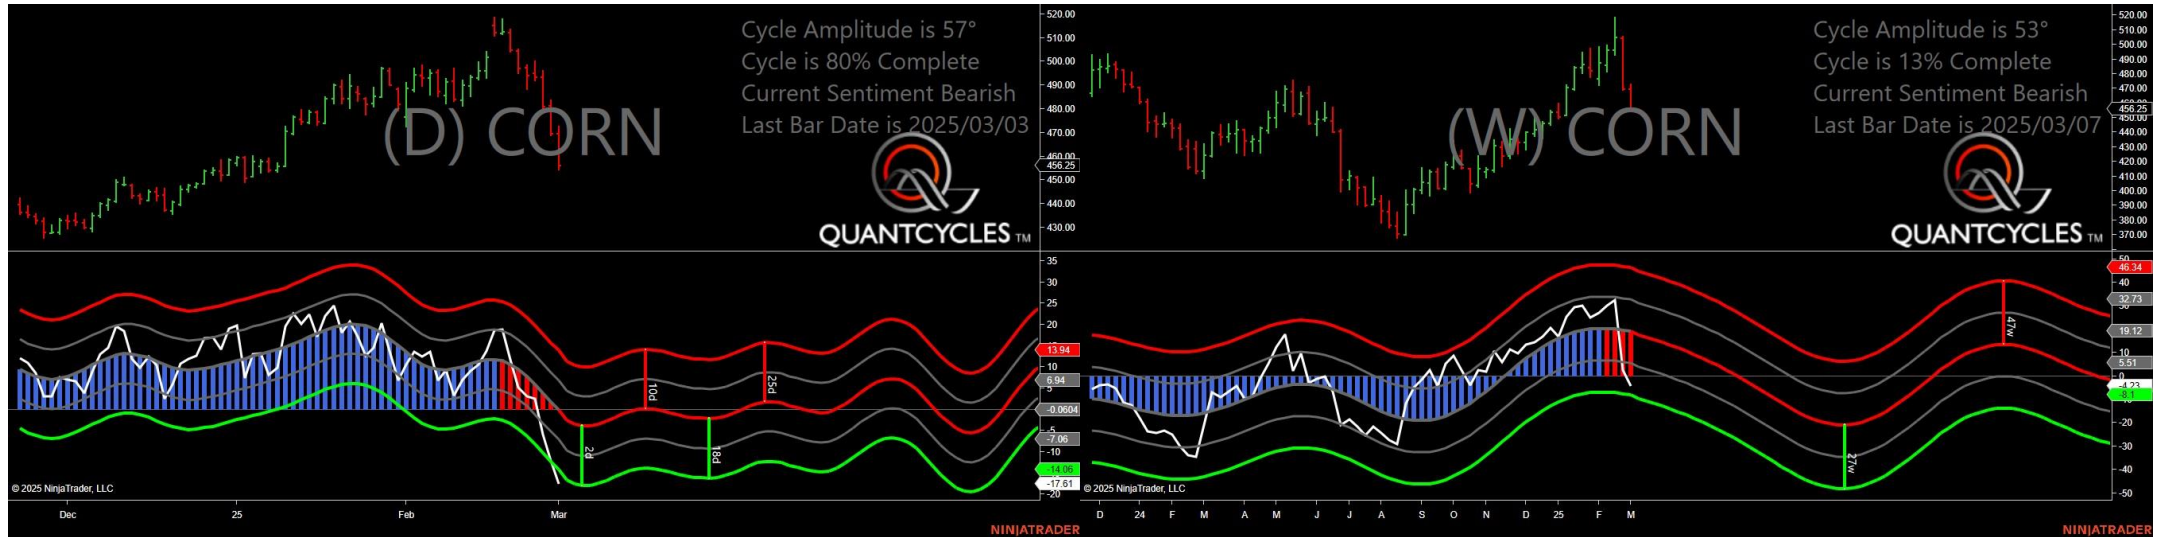 Cycle Amplitude is 57°
Cycle is 80% Complete
Current Sentiment Bearish
Last Bar Date is 2025/03/03
(D) CORN
QUANTCYCLES TM
520.00
510.00
500.00
490.00
480.00
470.00
460.00
456.25
450.00
440.00
430.00
35
30
25
20
15
10
5
13.94
6.94
-0.0604
-5
-7.06
-10
-14.06
-17.61
-20
2d
10d
18d
25d
© 2025 NinjaTrader, LLC
Dec
25
Feb
Mar
NINJATRADER
Cycle Amplitude is 53°
Cycle is 13% Complete
Current Sentiment Bearish
Last Bar Date is 2025/03/07
(W) CORN
QUANTCYCLES TM
520.00
510.00
500.00
490.00
480.00
470.00
456.25
450.00
440.00
430.00
420.00
410.00
400.00
390.00
380.00
370.00
50
46.34
40
32.73
19.12
10
5.51
0
-4.23
-8.1
-20
-30
-40
-50
27w
47w
© 2025 NinjaTrader, LLC
D
24
F
M
A
M
J
J
A
S
O
N
D
25
F
M
NINJATRADER